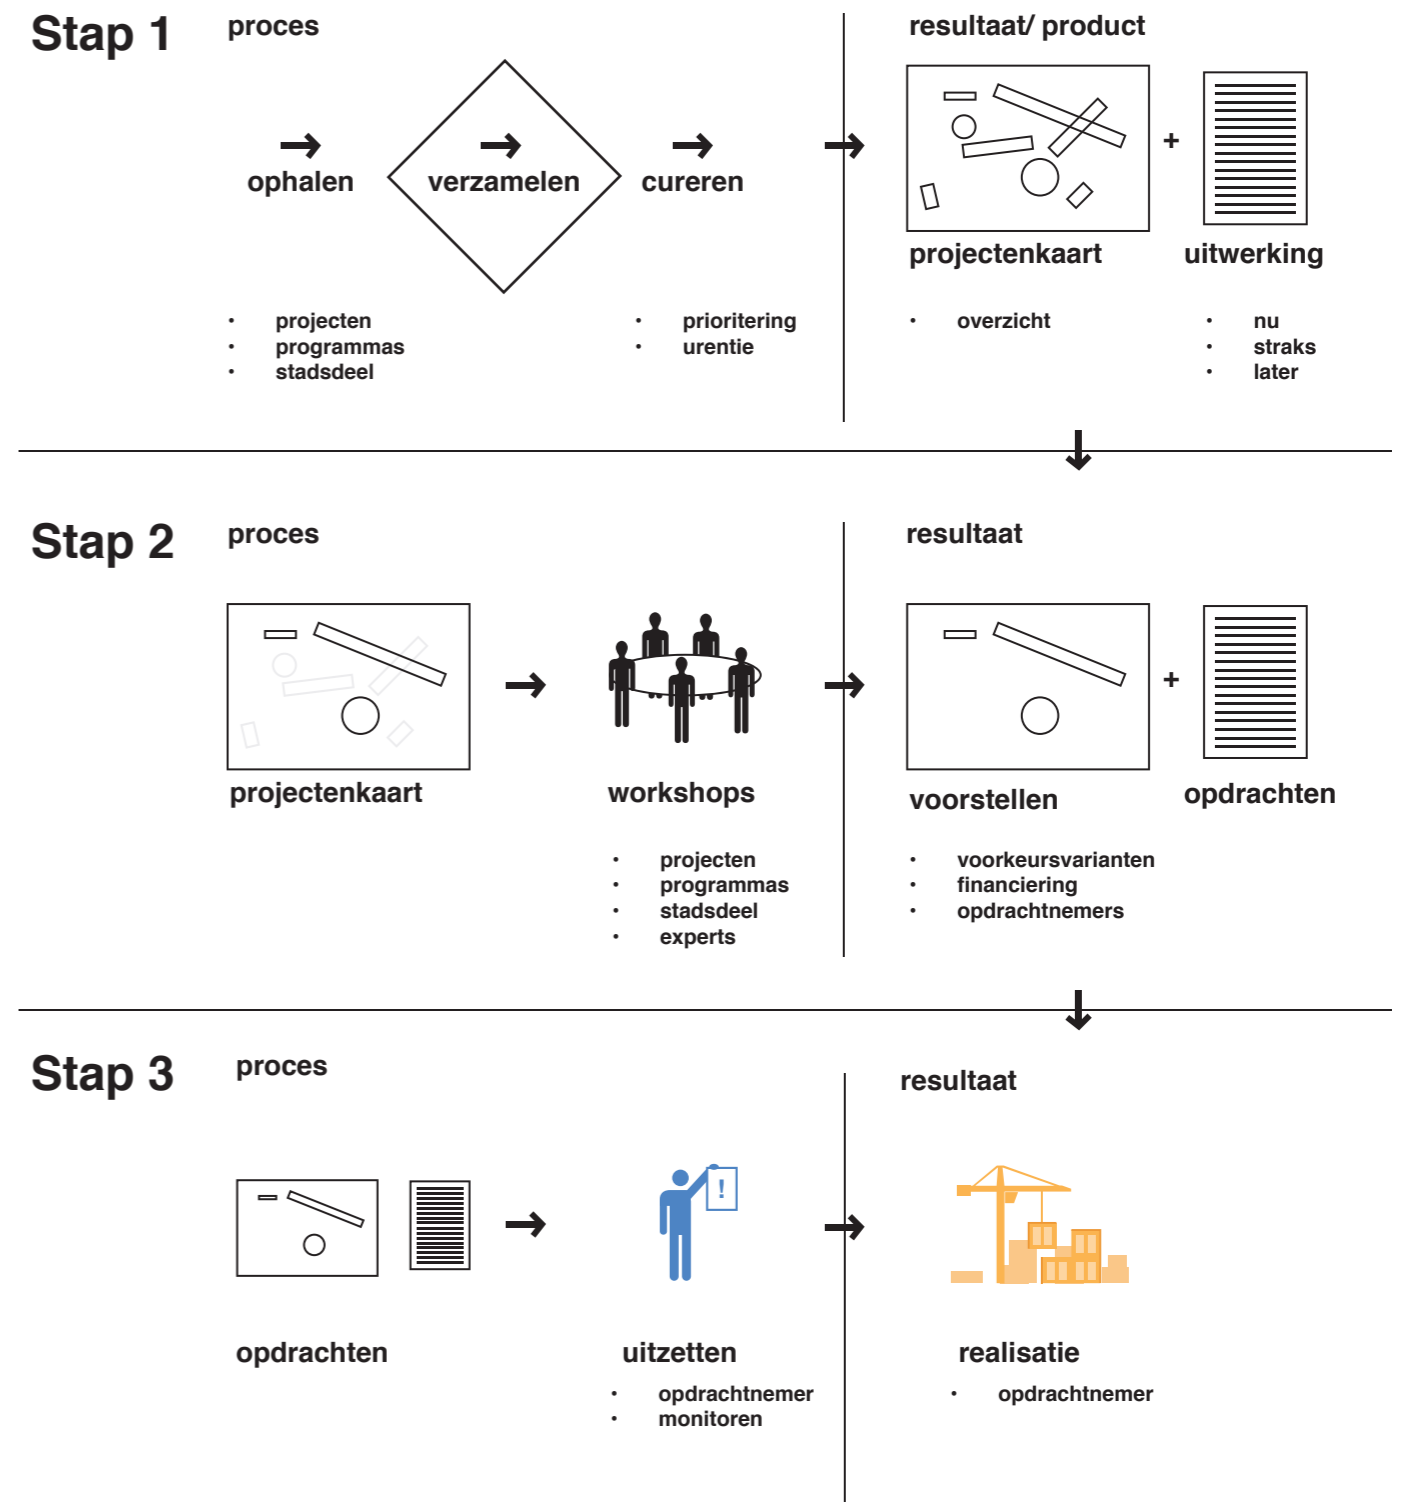 Stap 1
proces
resultaat/ product
ophalen
verzamelen
cureren
+
projectenkaart
uitwerking
• projecten
• programmas
• stadsdeel
• prioritering
• urentie
• overzicht
• nu
• straks
• later
Stap 2
proces
resultaat
+
projectenkaart
workshops
voorstellen
opdrachten
• projecten
• programmas
• stadsdeel
• experts
• voorkeursvarianten
• financiering
• opdrachtnemers
Stap 3
proces
resultaat
!
opdrachten
uitzetten
realisatie
• opdrachtnemer
• monitoren
• opdrachtnemer